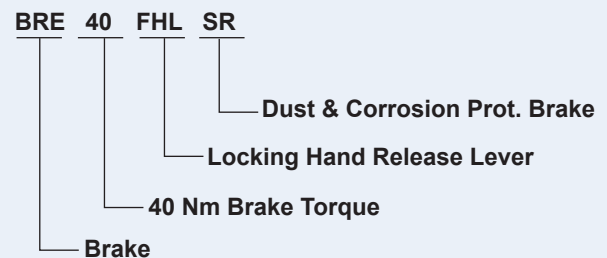 BRE 40 FHL SR
Dust & Corrosion Prot. Brake
Locking Hand Release Lever
40 Nm Brake Torque
Brake